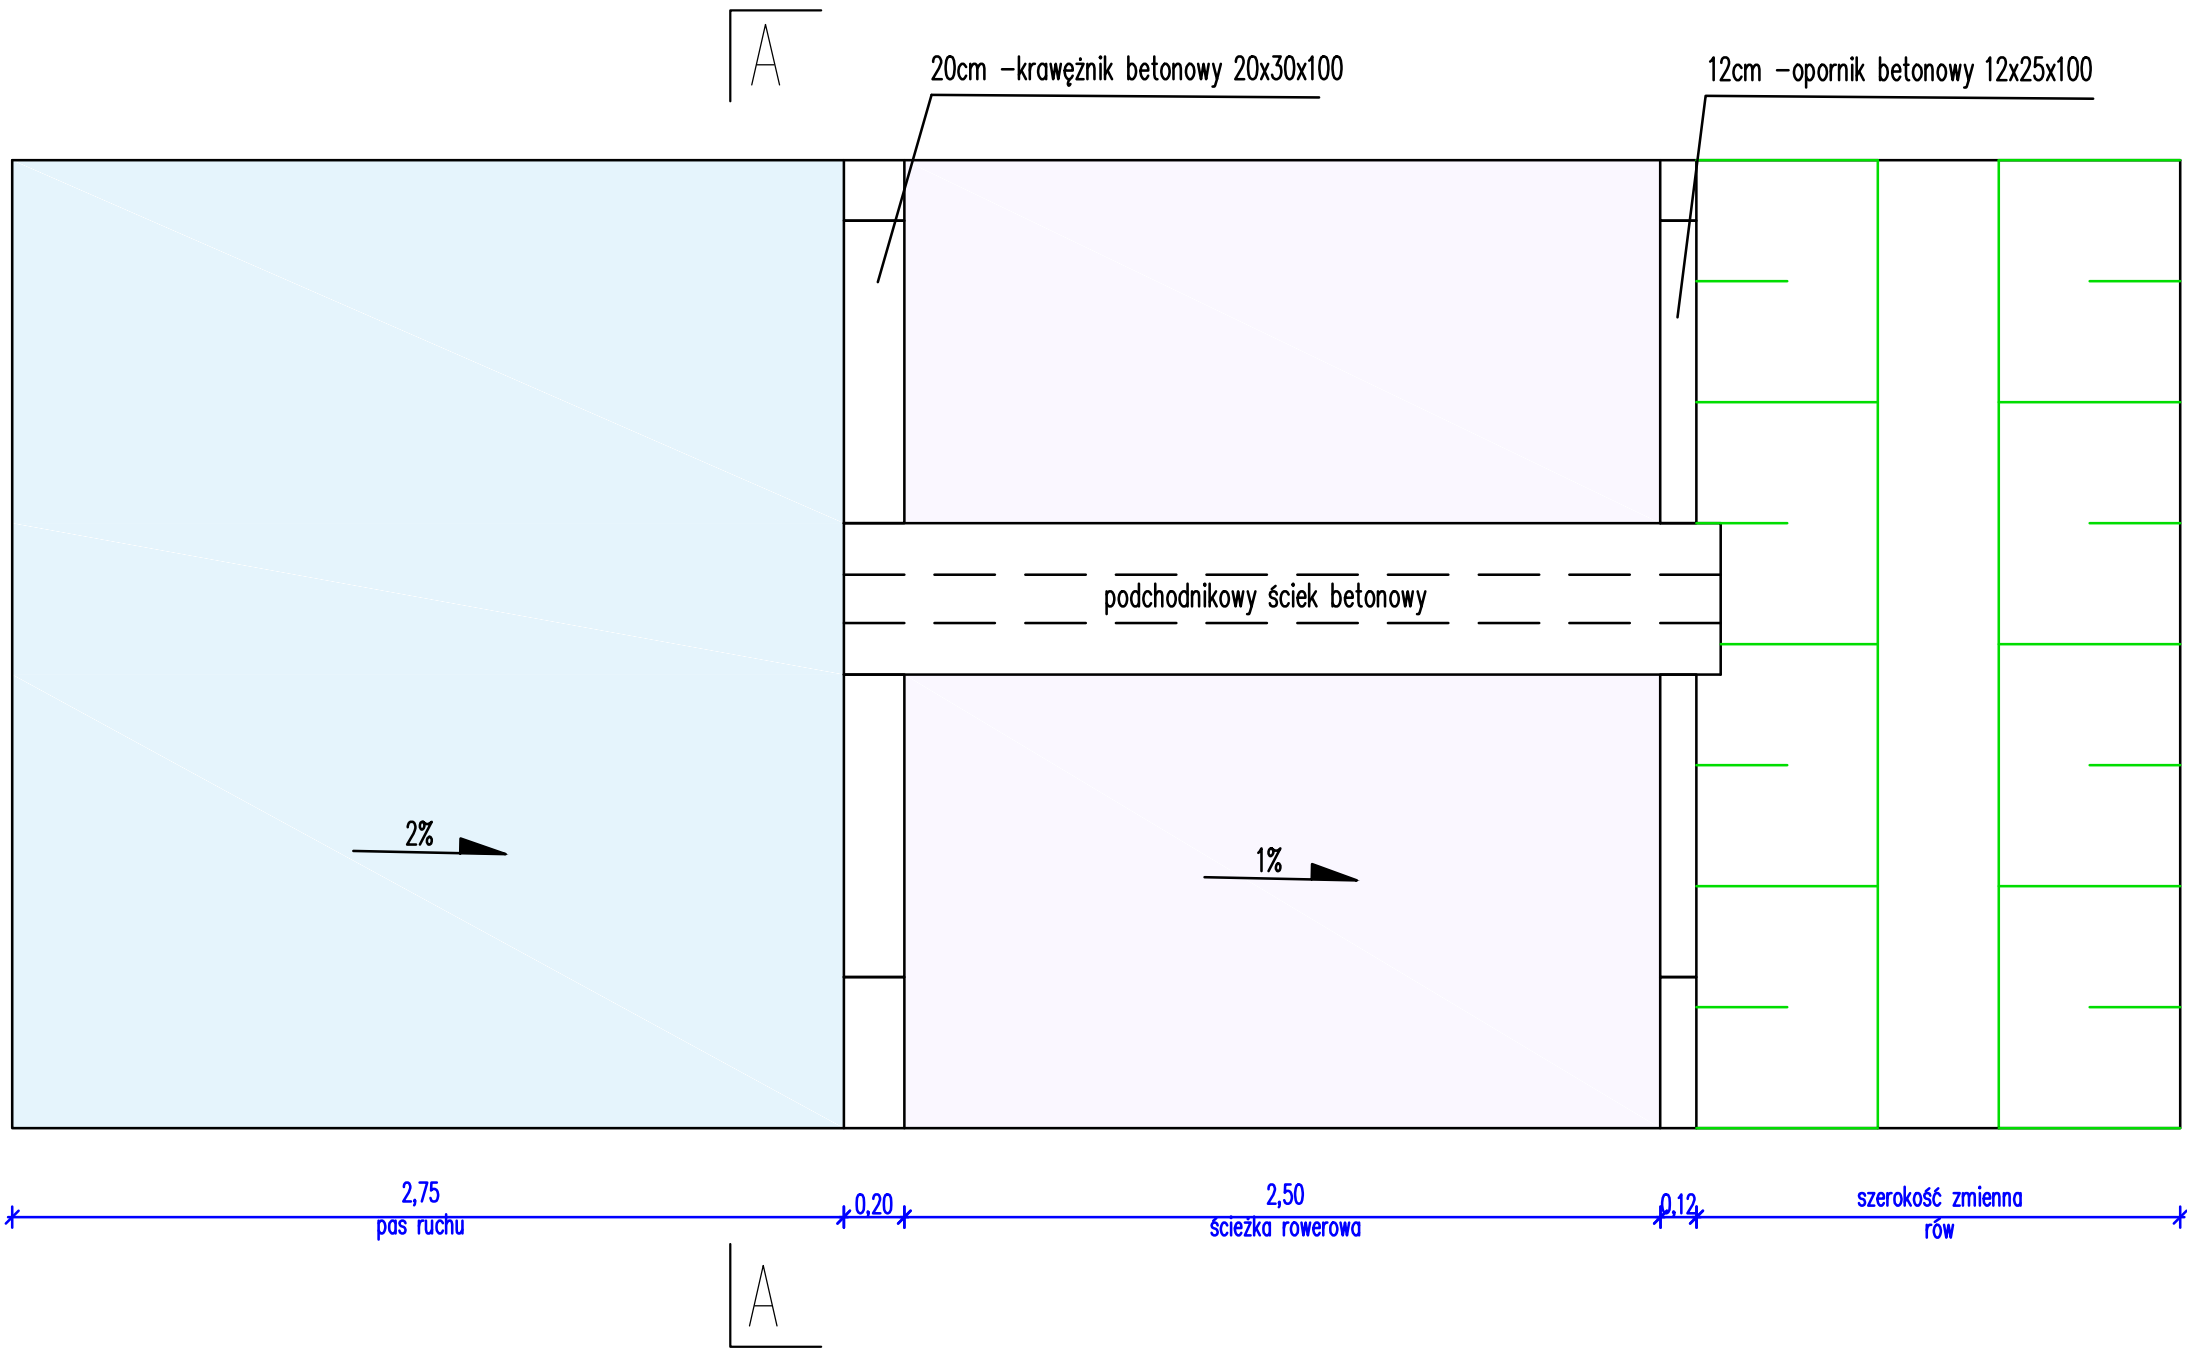 A
20cm -krawężnik betonowy 20x30x100
12cm -opornik betonowy 12x25x100
podchodnikowy ściek betonowy
2%
1%
2,75
0,20
2,50
0,12
szerokość zmienna
pas ruchu
ścieżka rowerowa
rów
A